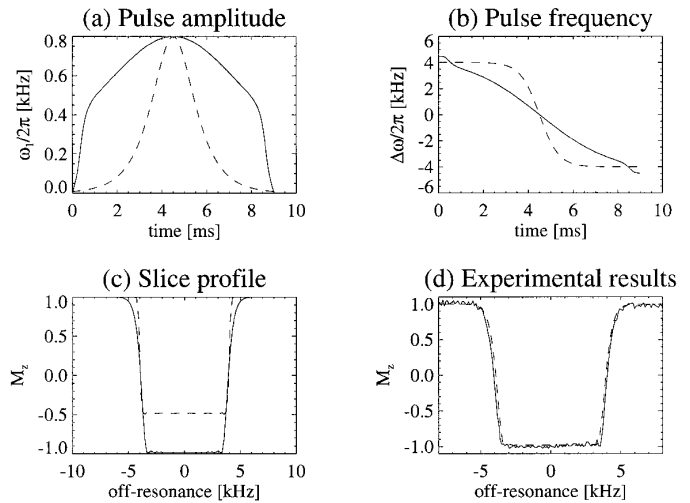 (a) Pulse amplitude
(b) Pulse frequency
ω₁/2π [kHz]
0.8
0.6
0.4
0.2
0.0
0 2 4 6 8 10
time [ms]
Δω/2π [kHz]
6
4
2
0
-2
-4
-6
0 2 4 6 8 10
time [ms]
(c) Slice profile
(d) Experimental results
M_z
1.0
0.5
0.0
-0.5
-1.0
-10 -5 0 5 10
off-resonance [kHz]
M_z
1.0
0.5
0.0
-0.5
-1.0
-5 0 5
off-resonance [kHz]